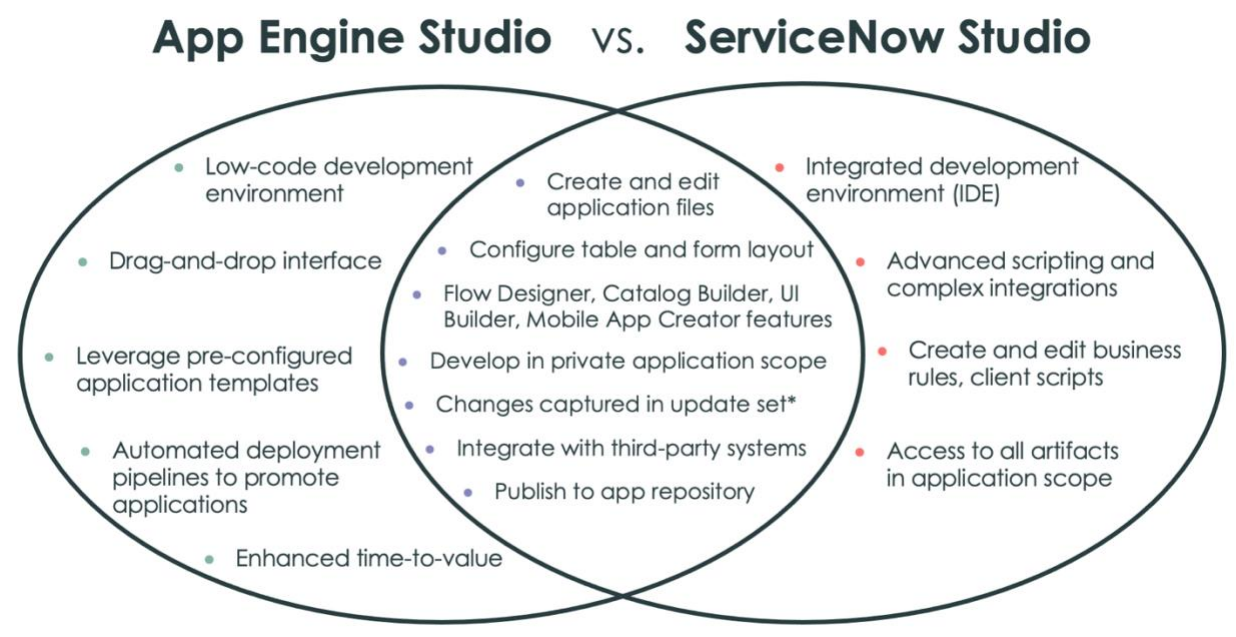 App Engine Studio vs. ServiceNow Studio
• Low-code development
environment
• Drag-and-drop interface
• Leverage pre-configured
application templates
• Automated deployment
pipelines to promote
applications
• Enhanced time-to-value
• Create and edit
application files
• Configure table and form layout
• Flow Designer, Catalog Builder, UI
Builder, Mobile App Creator features
• Develop in private application scope
• Changes captured in update set*
• Integrate with third-party systems
• Publish to app repository
• Integrated development
environment (IDE)
• Advanced scripting and
complex integrations
• Create and edit business
rules, client scripts
• Access to all artifacts
in application scope